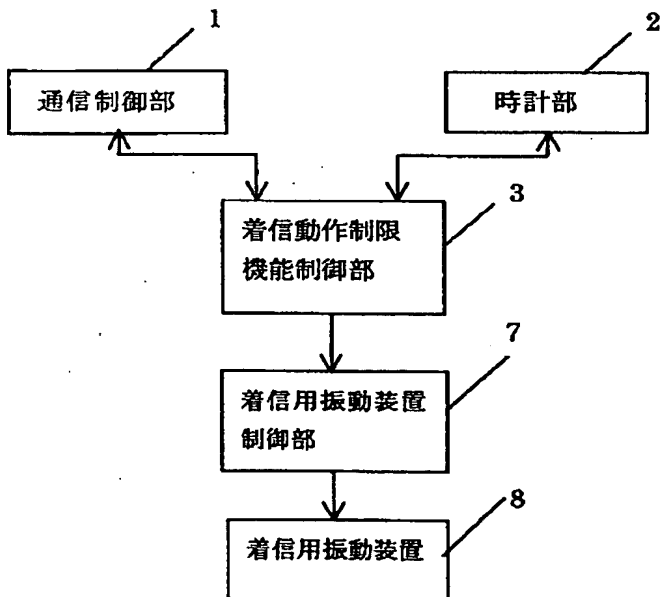 1
2
通信制御部
時計部
3
着信動作制限
機能制御部
7
着信用振動装置
制御部
8
着信用振動装置